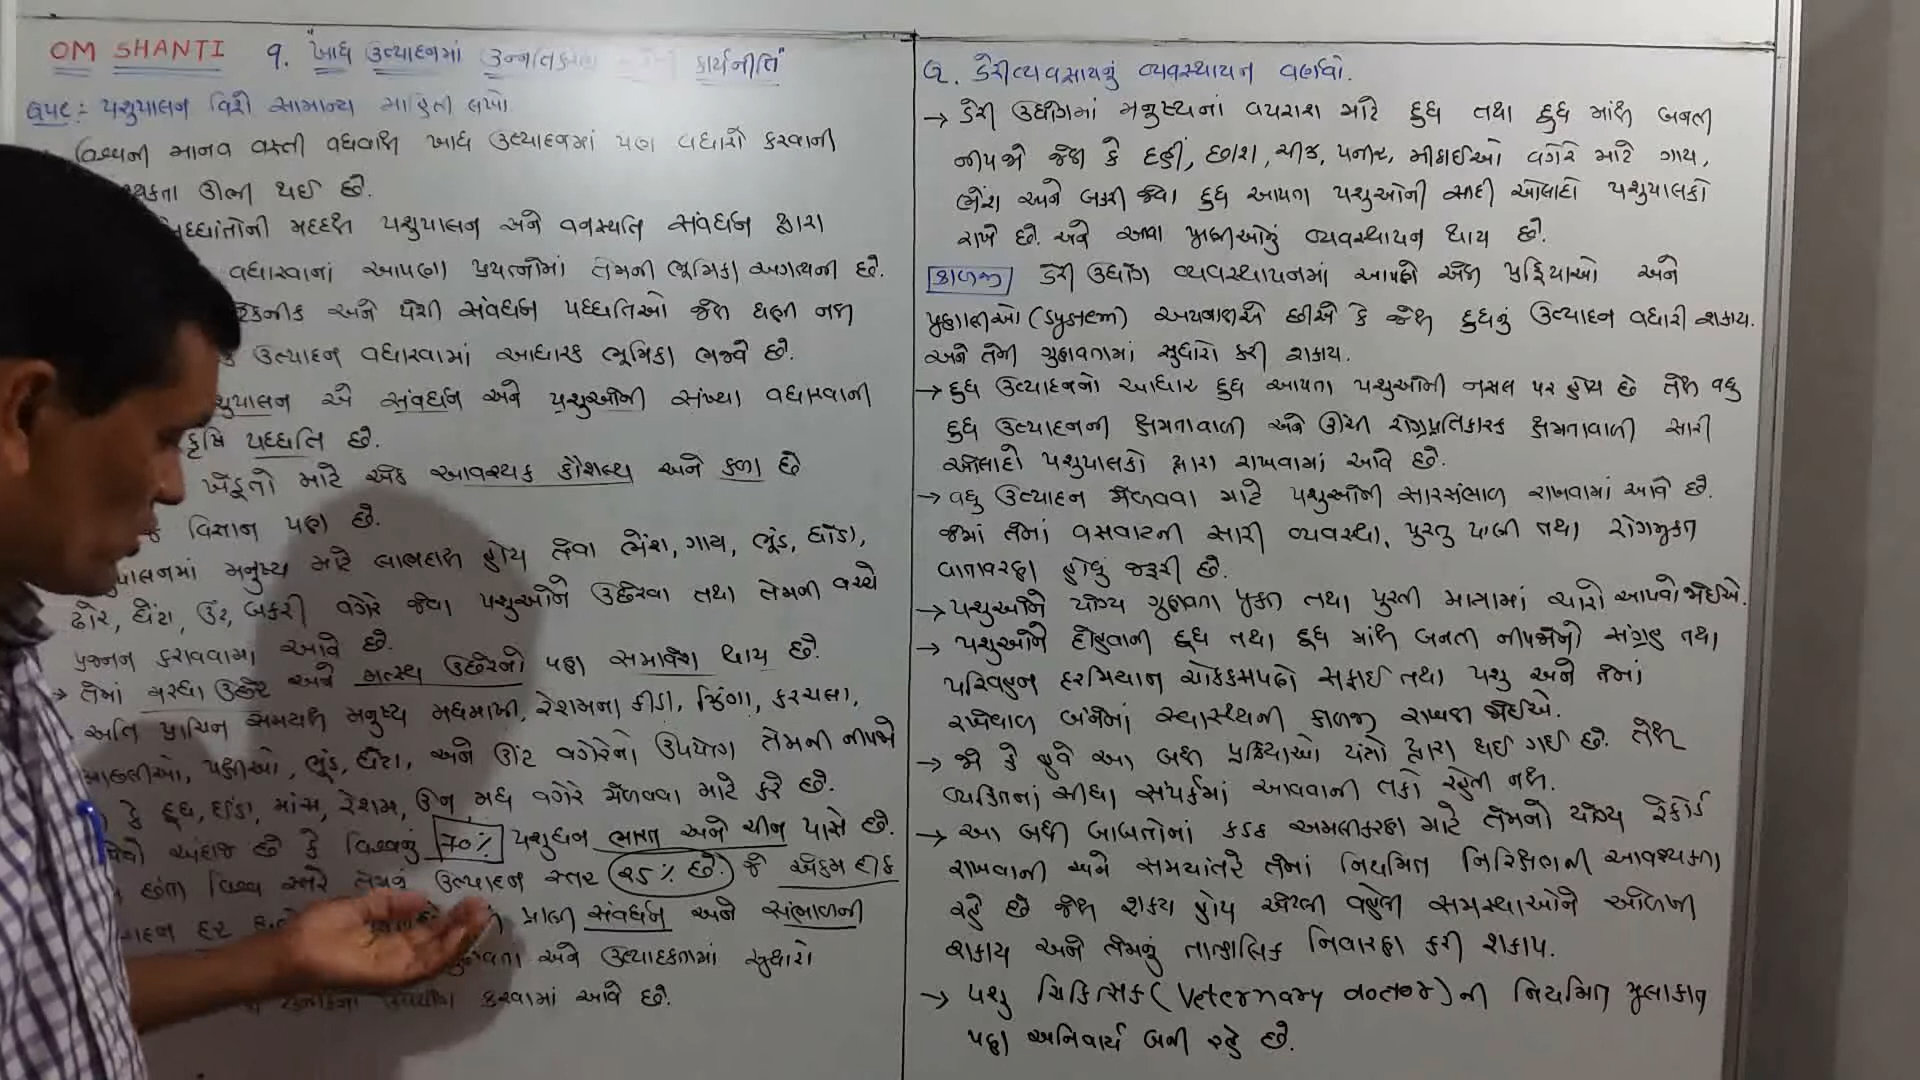 OM SHANTI ૧. "ખાદ્ય ઉત્પાદનમાં ઉન્નતિકરણ કાર્યનીતિ"
પશુપાલન વિશે સામાન્ય માહિતી લખો
વિશ્વની માનવ વસ્તી વધવાથી ખાદ્ય ઉત્પાદનમાં પણ વધારો કરવાની
ઊભી થઈ છે.
મદદથી પશુપાલન અને વનસ્પતિ સંવર્ધન દ્વારા
વધારવાનાં આપણા પ્રયત્નોમાં તેમની ભૂમિકા અગત્યની છે.
અને પેશી સંવર્ધન પદ્ધતિઓ જેથી ઘણી નવી
ઉત્પાદન વધારવામાં આધારક ભૂમિકા ભજવે છે.
એ સંવર્ધન અને પશુઓની સંખ્યા વધારવાની
કૃષિ પદ્ધતિ છે.
ખેડૂતો માટે એક આવશ્યક કૌશલ્ય અને કળા છે
વિજ્ઞાન પણ છે.
મનુષ્ય માટે લાભદાયી હોય તેવા ભેંશ, ગાય, ભૂંડ, ઘોડા,
ઢોર, ઘેંટા, ઉંટ, બકરી વગેરે જેવા પશુઓને ઉછેરવા તથા તેમની વચ્ચે
પ્રજનન કરાવવામાં આવે છે.
→ તેમાં મરઘા ઉછેર અને મત્સ્ય ઉછેરનો પણ સમાવેશ થાય છે.
અતિ પ્રાચિન સમયથી મનુષ્ય મધમાખી, રેશમના કીડા, ઝિંગા, કરચલા,
પક્ષીઓ, ભૂંડ, ઘેટા, અને ઊંટ વગેરેનો ઉપયોગ તેમની નીપજો
કે દૂધ, ઈંડા, માંસ, રેશમ, ઊન, મધ વગેરે મેળવવા માટે કરે છે.
અંદાજ છે કે વિશ્વનું 70% પશુધન ભારત અને ચીન પાસે છે.
છતાં વિશ્વ સ્તરે તેમનું ઉત્પાદન સ્તર ૨૫% છે. જે એકમ દીઠ
પ્રાણી સંવર્ધન અને સંભાળની
અને ઉત્પાદકતામાં સુધારો
કરવામાં આવે છે.
૨. ડેરી વ્યવસાયનું વ્યવસ્થાપન વર્ણવો.
→ ડેરી ઉદ્યોગમાં મનુષ્યનાં વપરાશ માટે દુધ તથા દુધ માંથી બનતી
નીપજો જેવી કે દહીં, છાશ, ચીઝ, પનીર, મીઠાઈઓ વગેરે માટે ગાય,
ભેંશ અને બકરી જેવા દુધ આપતા પશુઓની સારી ઓલાદો પશુપાલકો
રાખે છે. અને આવા પ્રાણીઓનું વ્યવસ્થાપન થાય છે.
કાળજી ડેરી ઉદ્યોગ વ્યવસ્થાપનમાં આપણે એવી પ્રક્રિયાઓ અને
પ્રણાલીઓ (System) અપનાવીએ છીએ કે જેથી દુધનું ઉત્પાદન વધારી શકાય.
અને તેની ગુણવતામાં સુધારો કરી શકાય.
→ દુધ ઉત્પાદનનો આધાર દુધ આપતા પશુઓની નસલ પર હોય છે તેથી વધુ
દુધ ઉત્પાદનની ક્ષમતાવાળી અને ઊંચી રોગપ્રતિકારક ક્ષમતાવાળી સારી
ઓલાદો પશુપાલકો દ્વારા રાખવામાં આવે છે.
→ વધુ ઉત્પાદન મેળવવા માટે પશુઓની સારસંભાળ રાખવામાં આવે છે.
જેમાં તેમનાં વસવાટની સારી વ્યવસ્થા, પુરતુ પાણી તથા રોગમુક્ત
વાતાવરણ હોવું જરૂરી છે.
→ પશુઓને યોગ્ય ગુણવતા યુક્ત તથા પુરતી માત્રામાં ચારો આપવો જોઈએ.
→ પશુઓને દોહવાની દૂધ તથા દૂધ માંથી બનતી નીપજોનો સંગ્રહ તથા
પરિવહન દરમિયાન ચોક્કસપણે સફાઈ તથા પશુ અને તેનાં
રખેવાળ બંનેમાં સ્વાસ્થ્યની કાળજી રાખવી જોઈએ.
→ જો કે હવે આ બધી પ્રક્રિયાઓ યંત્રો દ્વારા થઈ ગઈ છે. તેથી
વ્યક્તિનાં સીધા સંપર્કમાં આવવાની તકો રહેતી નથી.
→ આ બધી બાબતોનાં કડક અમલીકરણ માટે તેમનો યોગ્ય રેકોર્ડ
રાખવાની અને સમયાંતરે તેમનાં નિયમિત નિરિક્ષણની આવશ્યકતા
રહે છે જેથી શક્ય હોય એટલી વહેલી સમસ્યાઓને ઓળખી
શકાય અને તેમનું તાત્કાલિક નિવારણ કરી શકાય.
→ પશુ ચિકિત્સક (Veternary doctor) ની નિયમિત મુલાકાત
પણ અનિવાર્ય બની રહે છે.